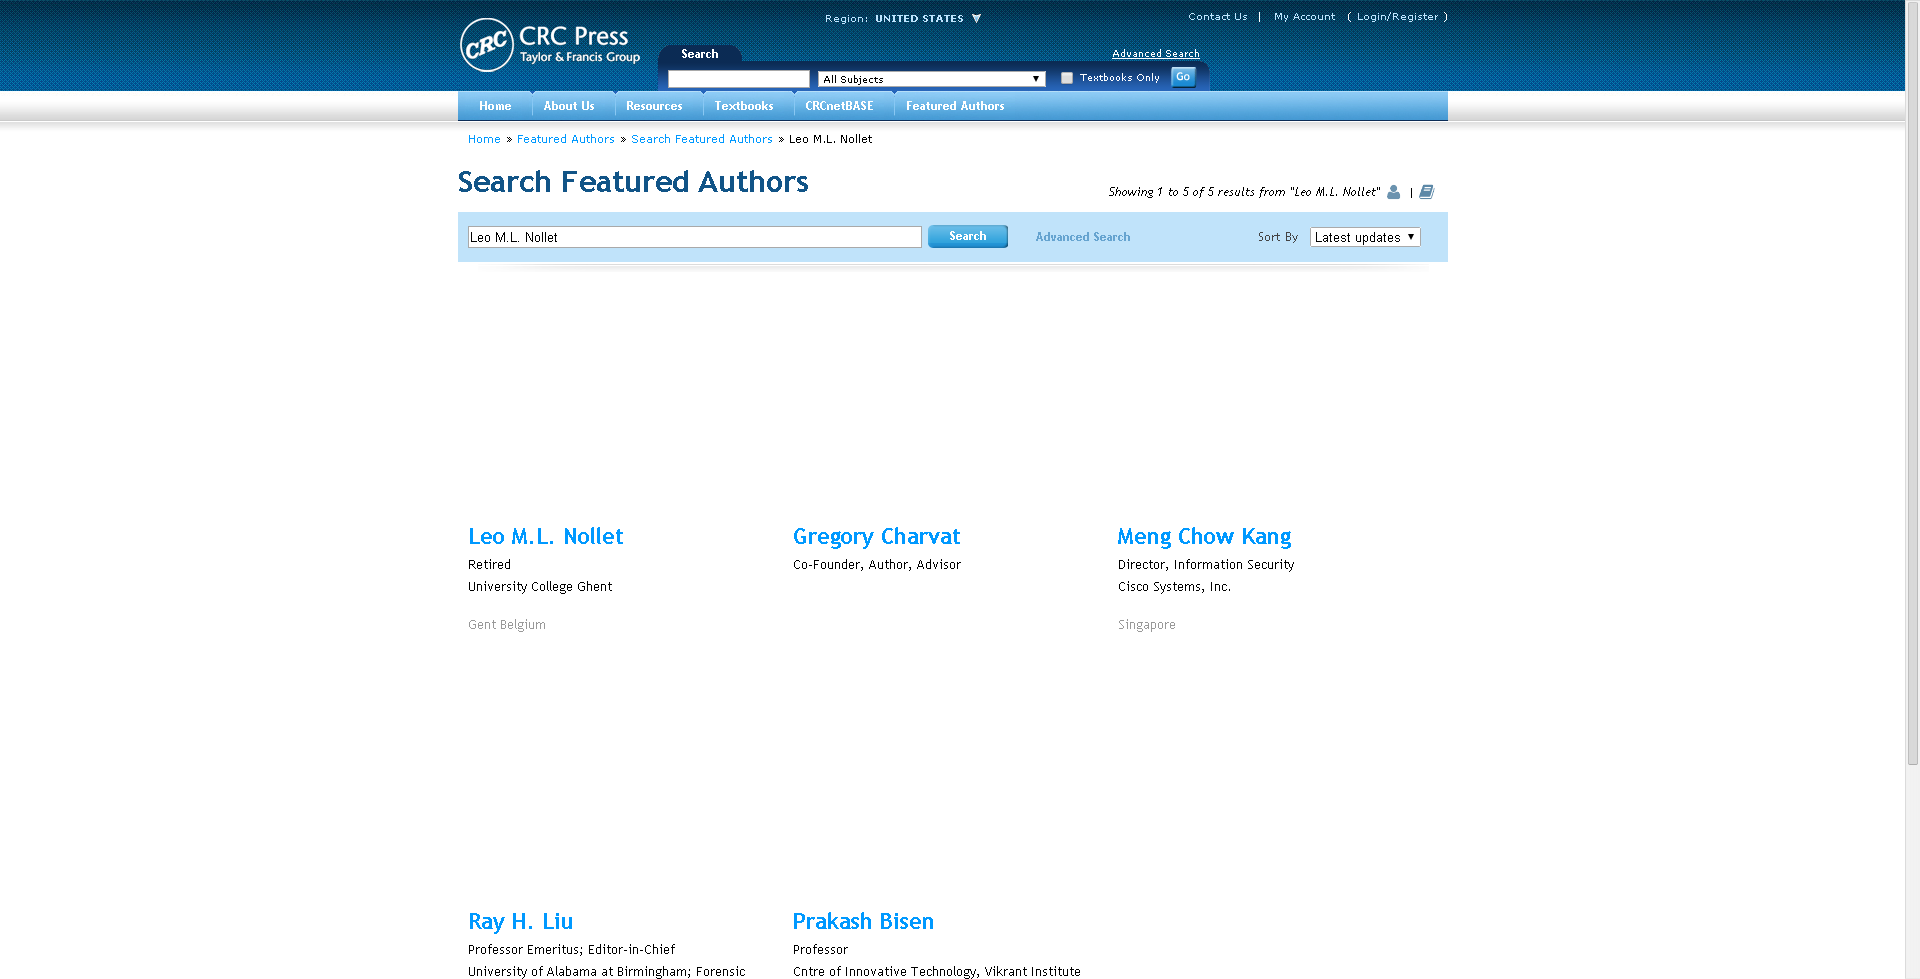 Region: UNITED STATES
Contact Us | My Account ( Login/Register )
CRC CRC Press
Taylor & Francis Group
Search
Advanced Search
All Subjects
Textbooks Only
Go
Home
About Us
Resources
Textbooks
CRCnetBASE
Featured Authors
Home » Featured Authors » Search Featured Authors » Leo M.L. Nollet
Search Featured Authors
Showing 1 to 5 of 5 results from "Leo M.L. Nollet" |
Leo M.L. Nollet
Search
Advanced Search
Sort By
Latest updates
Leo M.L. Nollet
Retired
University College Ghent
Gent Belgium
Gregory Charvat
Co-Founder, Author, Advisor
Meng Chow Kang
Director, Information Security
Cisco Systems, Inc.
Singapore
Ray H. Liu
Professor Emeritus; Editor-in-Chief
University of Alabama at Birmingham; Forensic
Prakash Bisen
Professor
Cntre of Innovative Technology, Vikrant Institute